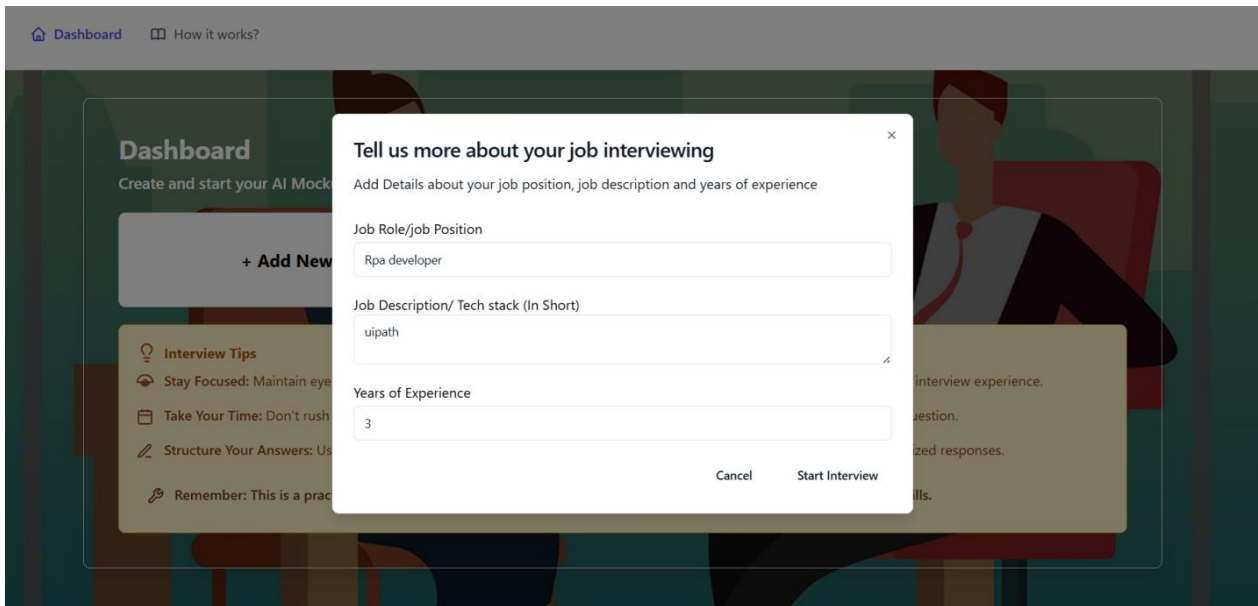 Dashboard How it works?
Dashboard
Create and start your AI Mock
+ Add New
Interview Tips
Stay Focused: Maintain eye interview experience.
Take Your Time: Don't rush question.
Structure Your Answers: Us ized responses.
Remember: This is a prac ills.
Tell us more about your job interviewing
Add Details about your job position, job description and years of experience
Job Role/job Position
Rpa developer
Job Description/ Tech stack (In Short)
uipath
Years of Experience
3
Cancel Start Interview